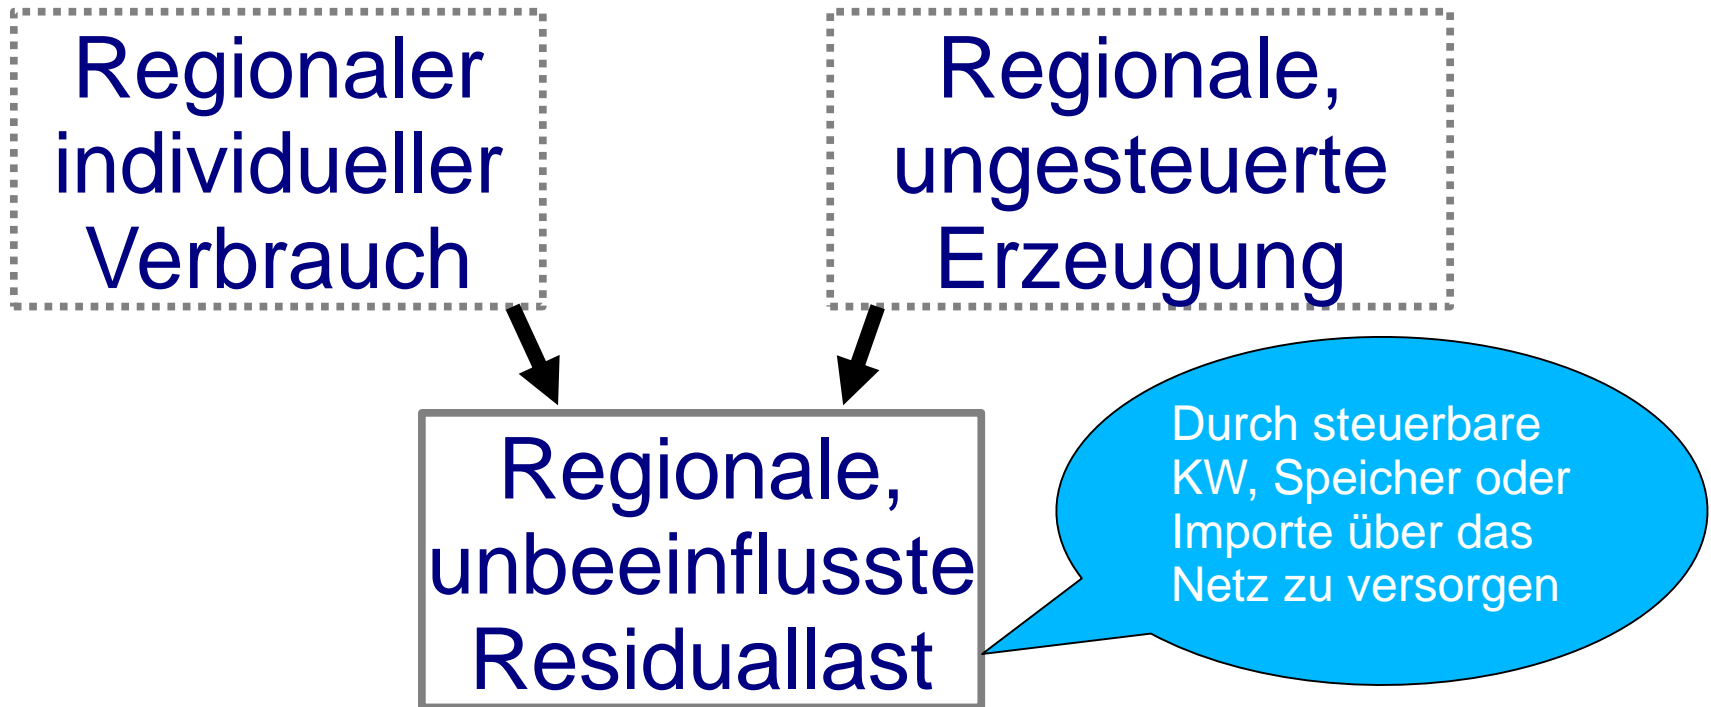 Regionaler
individueller
Verbrauch
Regionale,
ungesteuerte
Erzeugung
Regionale,
unbeeinflusste
Residuallast
Durch steuerbare
KW, Speicher oder
Importe über das
Netz zu versorgen